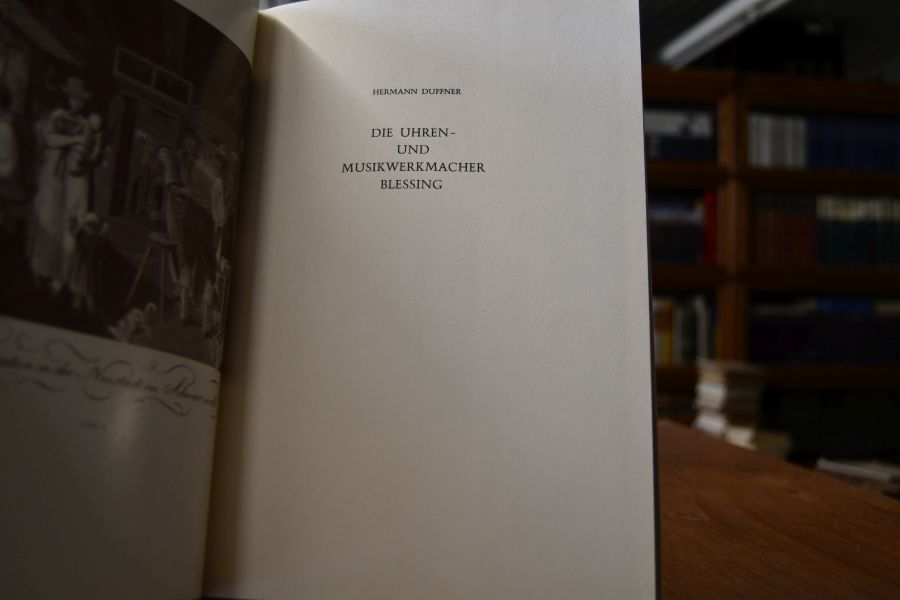 HERMANN DUFFNER
DIE UHREN-
UND
MUSIKWERKMACHER
BLESSING